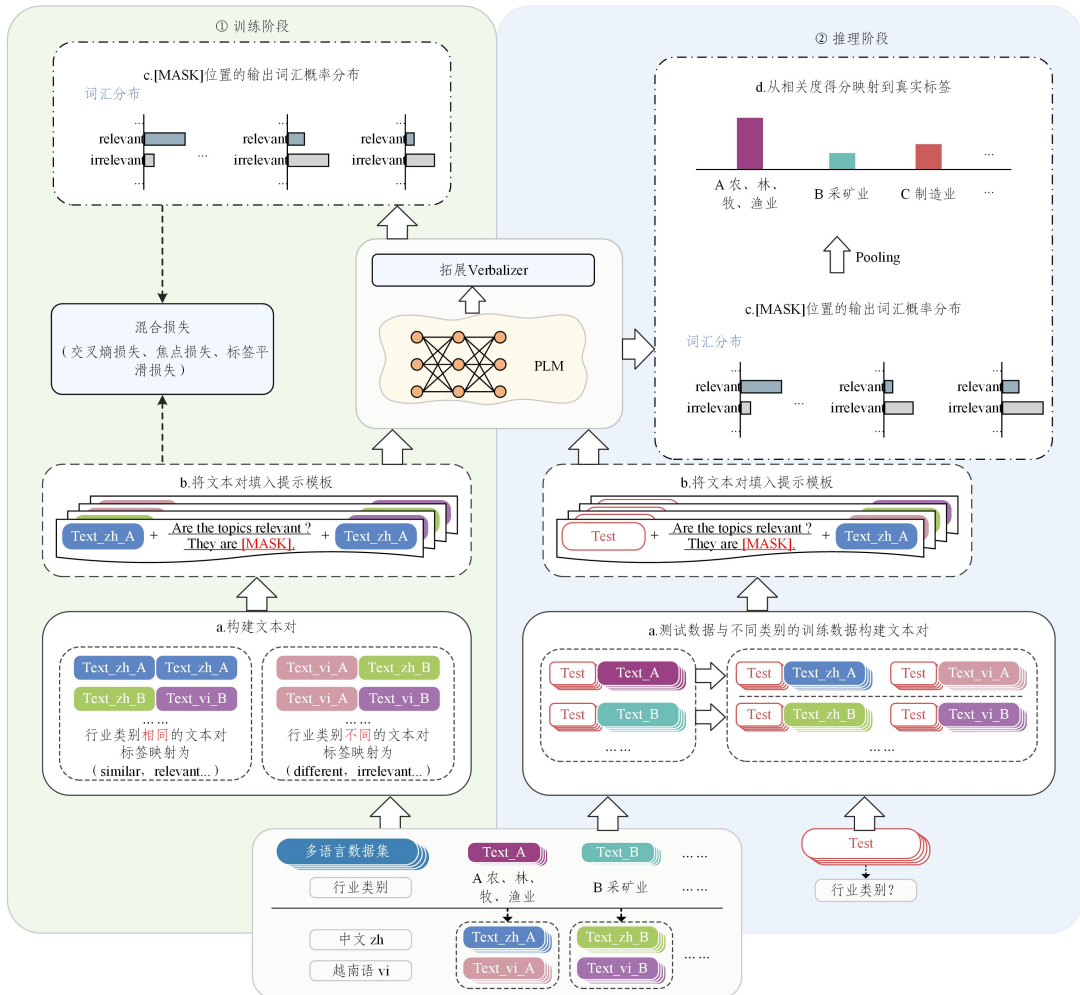 ① 训练阶段
c.[MASK]位置的输出词汇概率分布
词汇分布
...
relevant
irrelevant
...
...
relevant
irrelevant
...
relevant
irrelevant
混合损失
（交叉熵损失、焦点损失、标签平
滑损失）
拓展Verbalizer
PLM
b.将文本对填入提示模板
Text_zh_A + Are the topics relevant ? + Text_zh_A
They are [MASK].
a.构建文本对
Text_zh_A Text_zh_A
Text_zh_B Text_vi_B
……
行业类别相同的文本对
标签映射为
（similar，relevant...）
Text_vi_A Text_zh_B
Text_vi_A Text_vi_B
……
行业类别不同的文本对
标签映射为
（different，irrelevant...）
② 推理阶段
d.从相关度得分映射到真实标签
...
A 农、林、
牧、渔业
B 采矿业
C 制造业
...
Pooling
c.[MASK]位置的输出词汇概率分布
词汇分布
...
relevant
irrelevant
...
...
...
relevant
irrelevant
...
...
relevant
irrelevant
...
b.将文本对填入提示模板
Test + Are the topics relevant ? + Text_zh_A
They are [MASK].
a.测试数据与不同类别的训练数据构建文本对
Test Text_A
Test Text_B
……
Test Text_zh_A Test Text_vi_A
Test Text_zh_B Test Text_vi_B
……
Test
行业类别？
多语言数据集
Text_A
Text_B
……
行业类别
A 农、林、
牧、渔业
B 采矿业
……
中文 zh
Text_zh_A
Text_zh_B
越南语 vi
Text_vi_A
Text_vi_B
……